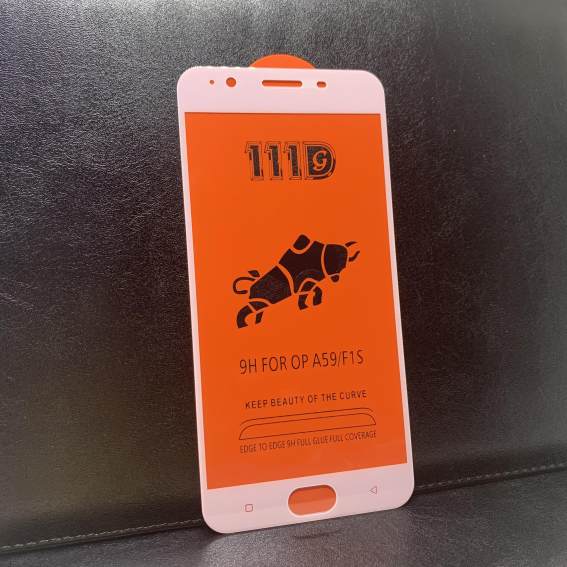 111D
G
9H FOR OP A59/F1S
KEEP BEAUTY OF THE CURVE
EDGE TO EDGE 9H FULL GLUE FULL COVERAGE